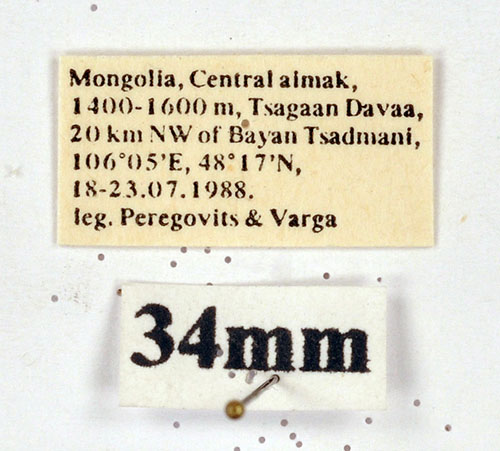 Mongolia, Central aimak,
1400-1600 m, Tsagaan Davaa,
20 km NW of Bayan Tsadmani,
106°05'E, 48°17'N,
18-23.07.1988.
leg. Peregovits & Varga
34mm